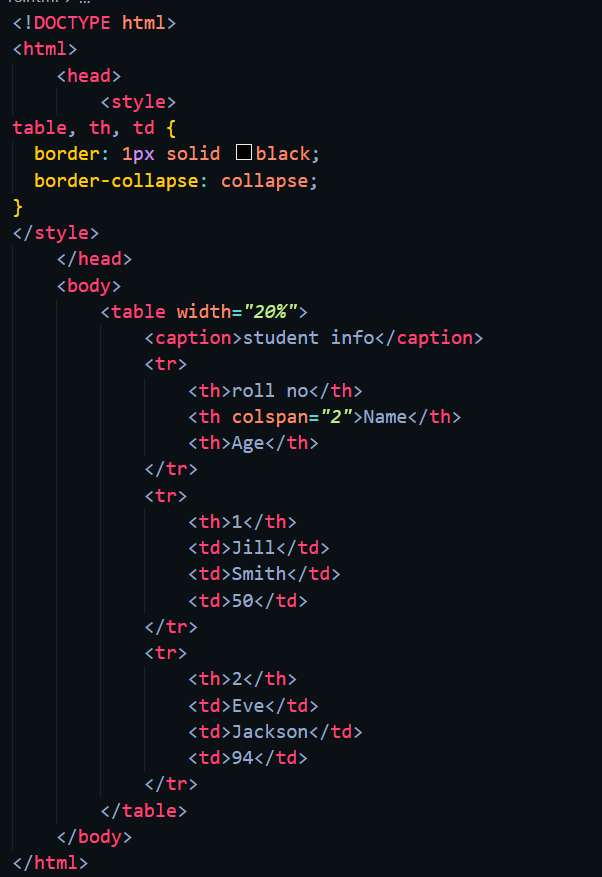 <!DOCTYPE html>
<html>
    <head>
        <style>
table, th, td {
  border: 1px solid black;
  border-collapse: collapse;
}
</style>
    </head>
    <body>
        <table width="20%">
            <caption>student info</caption>
            <tr>
                <th>roll no</th>
                <th colspan="2">Name</th>
                <th>Age</th>
            </tr>
            <tr>
                <th>1</th>
                <td>Jill</td>
                <td>Smith</td>
                <td>50</td>
            </tr>
            <tr>
                <th>2</th>
                <td>Eve</td>
                <td>Jackson</td>
                <td>94</td>
            </tr>
        </table>
    </body>
</html>